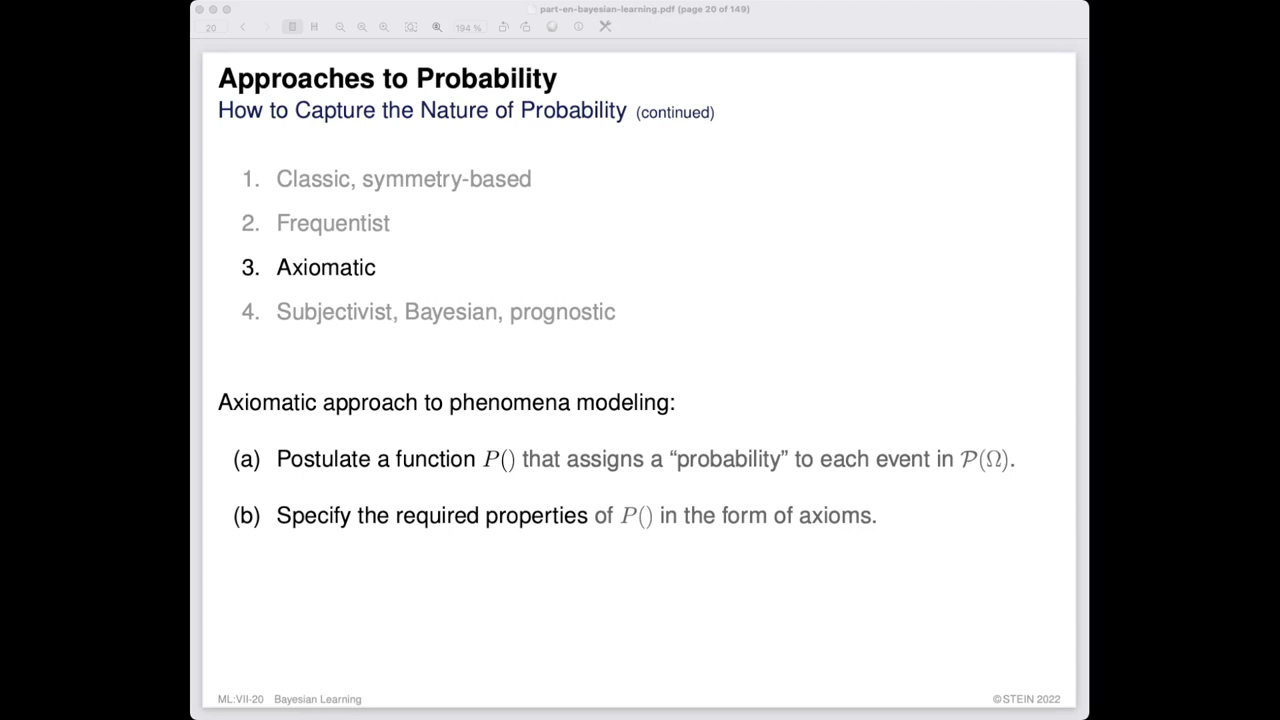 part-en-bayesian-learning.pdf (page 20 of 149)
20
194 %
Approaches to Probability
How to Capture the Nature of Probability (continued)
1. Classic, symmetry-based
2. Frequentist
3. Axiomatic
4. Subjectivist, Bayesian, prognostic
Axiomatic approach to phenomena modeling:
(a) Postulate a function P() that assigns a “probability” to each event in 𝒫(Ω).
(b) Specify the required properties of P() in the form of axioms.
ML:VII-20 Bayesian Learning
©STEIN 2022